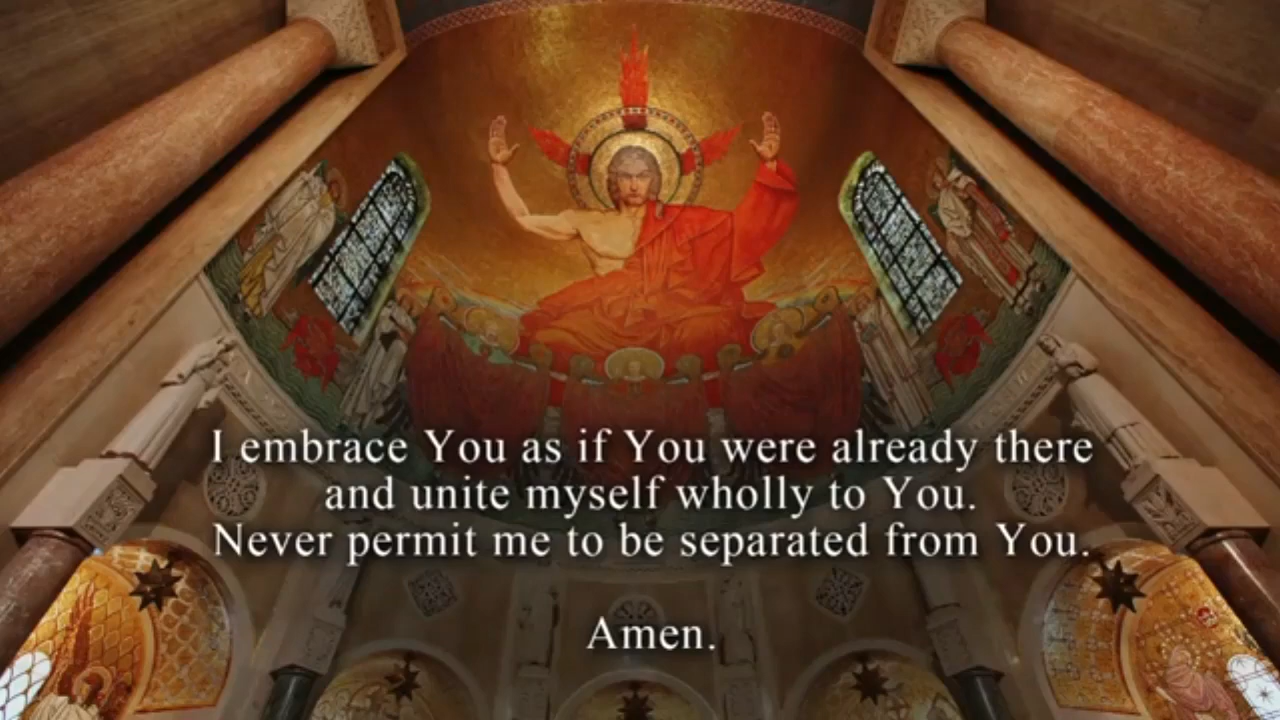 I embrace You as if You were already there
and unite myself wholly to You.
Never permit me to be separated from You.
Amen.